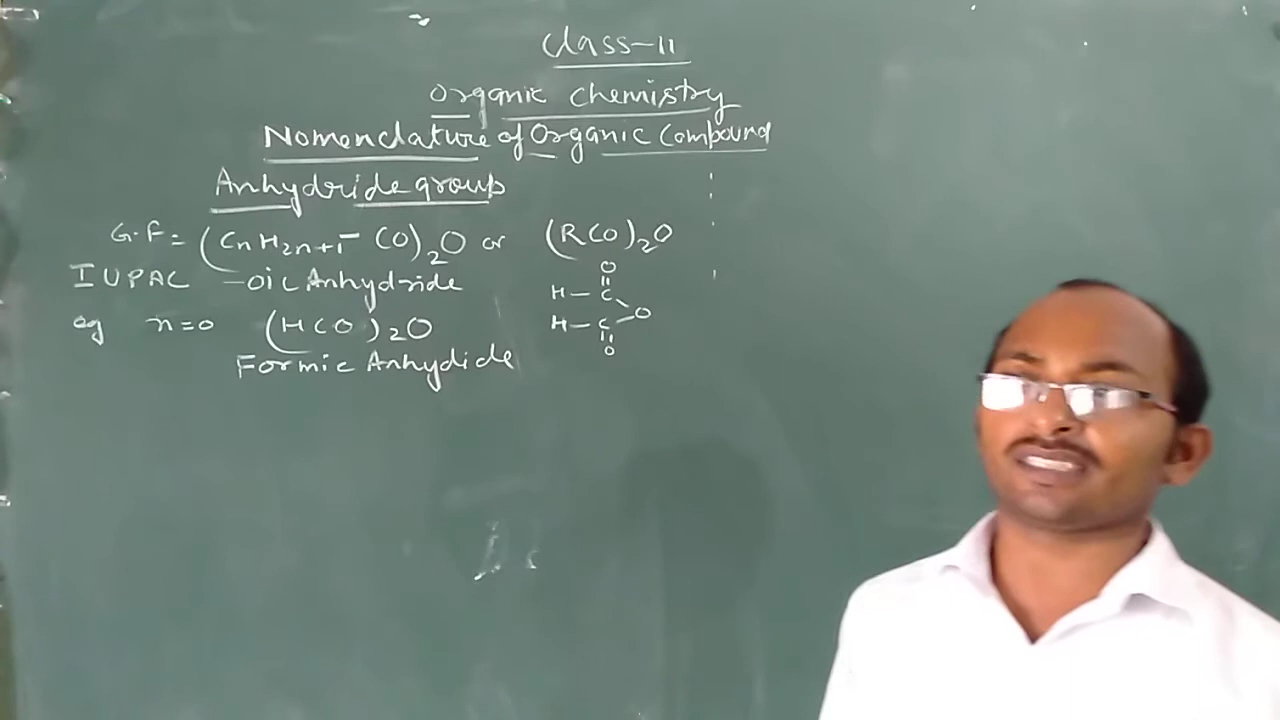 Class-11
Organic Chemistry
Nomenclature of Organic Compound
Anhydride group
G.F = (CnH2n+1- CO)2O or (RCO)2O
IUPAC -oic Anhydride
eg n=0 (HCO)2O
Formic Anhydide
O
H-C
O
H-C
O